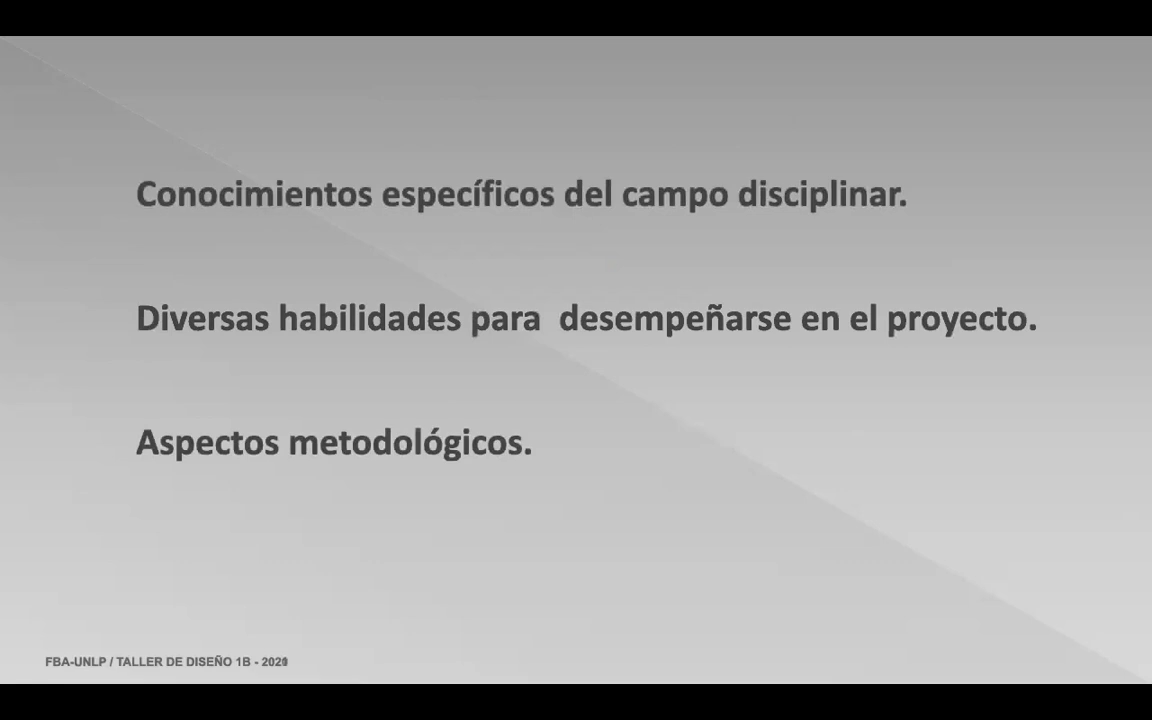 Conocimientos específicos del campo disciplinar.
Diversas habilidades para  desempeñarse en el proyecto.
Aspectos metodológicos.
FBA-UNLP / TALLER DE DISEÑO 1B -